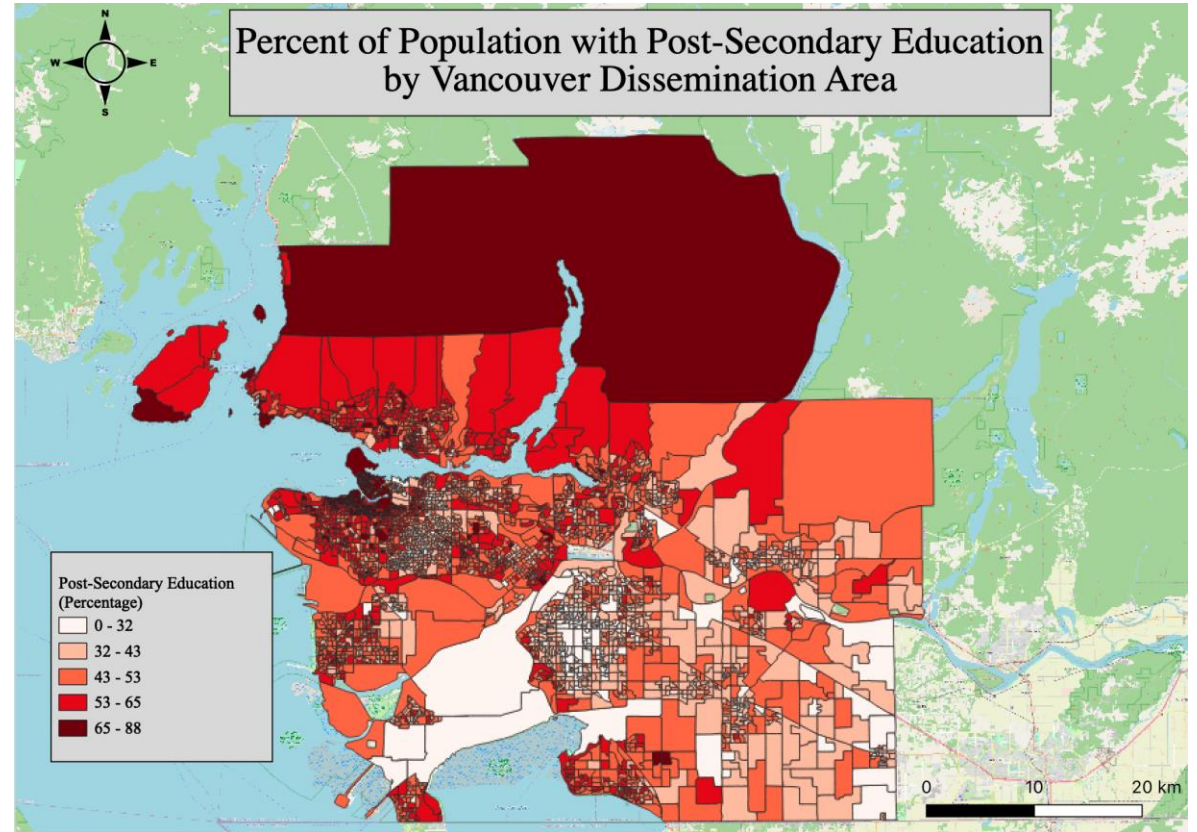 N
W E
S
Percent of Population with Post-Secondary Education
by Vancouver Dissemination Area
Post-Secondary Education
(Percentage)
0 - 32
32 - 43
43 - 53
53 - 65
65 - 88
0 10 20 km